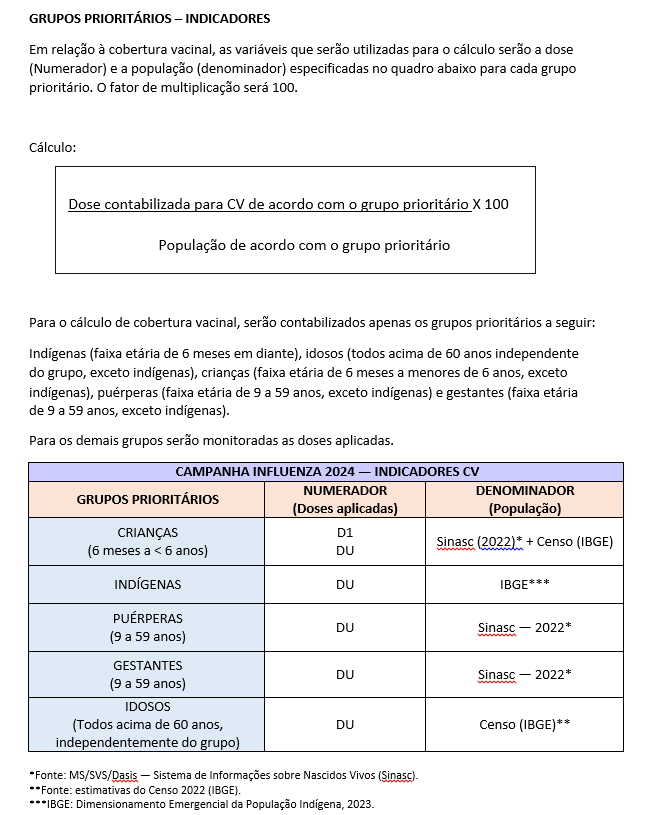 GRUPOS PRIORITÁRIOS – INDICADORES
Em relação à cobertura vacinal, as variáveis que serão utilizadas para o cálculo serão a dose
(Numerador) e a população (denominador) especificadas no quadro abaixo para cada grupo
prioritário. O fator de multiplicação será 100.
Cálculo:
Dose contabilizada para CV de acordo com o grupo prioritário X 100
População de acordo com o grupo prioritário
Para o cálculo de cobertura vacinal, serão contabilizados apenas os grupos prioritários a seguir:
Indígenas (faixa etária de 6 meses em diante), idosos (todos acima de 60 anos independente
do grupo, exceto indígenas), crianças (faixa etária de 6 meses a menores de 6 anos, exceto
indígenas), puérperas (faixa etária de 9 a 59 anos, exceto indígenas) e gestantes (faixa etária
de 9 a 59 anos, exceto indígenas).
Para os demais grupos serão monitoradas as doses aplicadas.
CAMPANHA INFLUENZA 2024 — INDICADORES CV
GRUPOS PRIORITÁRIOS
NUMERADOR
(Doses aplicadas)
DENOMINADOR
(População)
CRIANÇAS
(6 meses a < 6 anos)
D1
DU
Sinasc (2022)* + Censo (IBGE)
INDÍGENAS
DU
IBGE***
PUÉRPERAS
(9 a 59 anos)
DU
Sinasc — 2022*
GESTANTES
(9 a 59 anos)
DU
Sinasc — 2022*
IDOSOS
(Todos acima de 60 anos,
independentemente do grupo)
DU
Censo (IBGE)**
*Fonte: MS/SVS/Dasis — Sistema de Informações sobre Nascidos Vivos (Sinasc).
**Fonte: estimativas do Censo 2022 (IBGE).
***IBGE: Dimensionamento Emergencial da População Indígena, 2023.